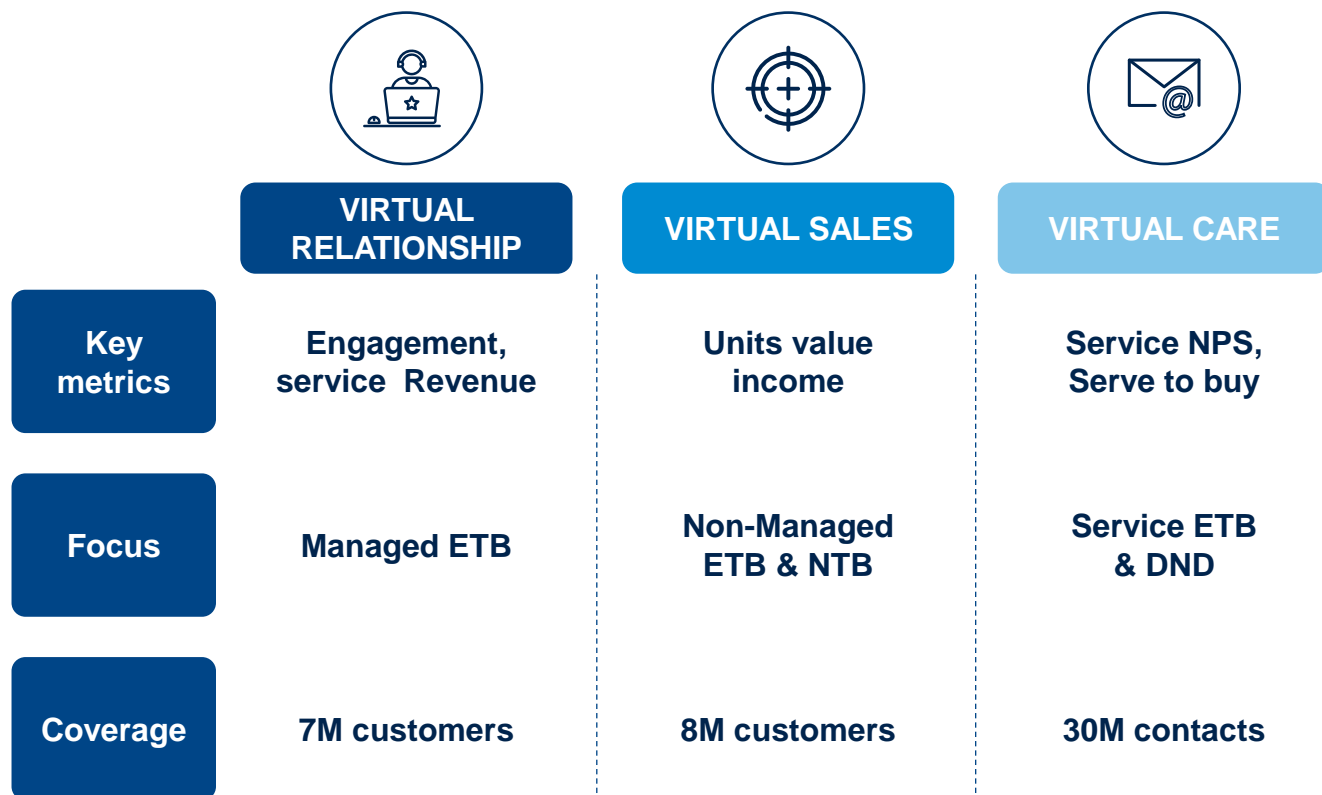 @
VIRTUAL
RELATIONSHIP
VIRTUAL SALES
VIRTUAL CARE
Key
metrics
Engagement,
service  Revenue
Units value
income
Service NPS,
Serve to buy
Focus
Managed ETB
Non-Managed
ETB & NTB
Service ETB
& DND
Coverage
7M customers
8M customers
30M contacts